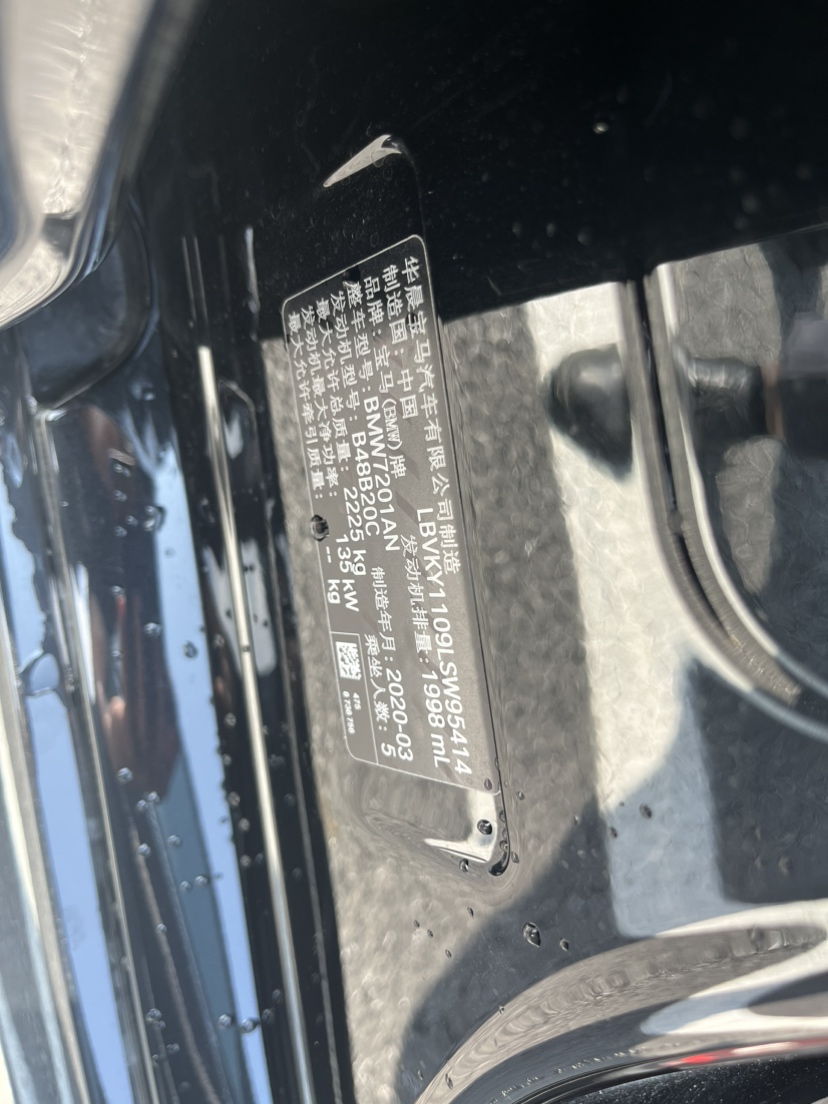 华晨宝马汽车有限公司制造
制造国：中国 LBVKY1109LSW95414
品牌：宝马(BMW)牌 发动机排量：1998 mL
整车型号：BMW7201AN 制造年月：2020-03
发动机型号：B48B20C 乘坐人数：5
最大允许总质量：2225 kg
发动机最大净功率：135 kW
最大允许牵引质量：-- kg